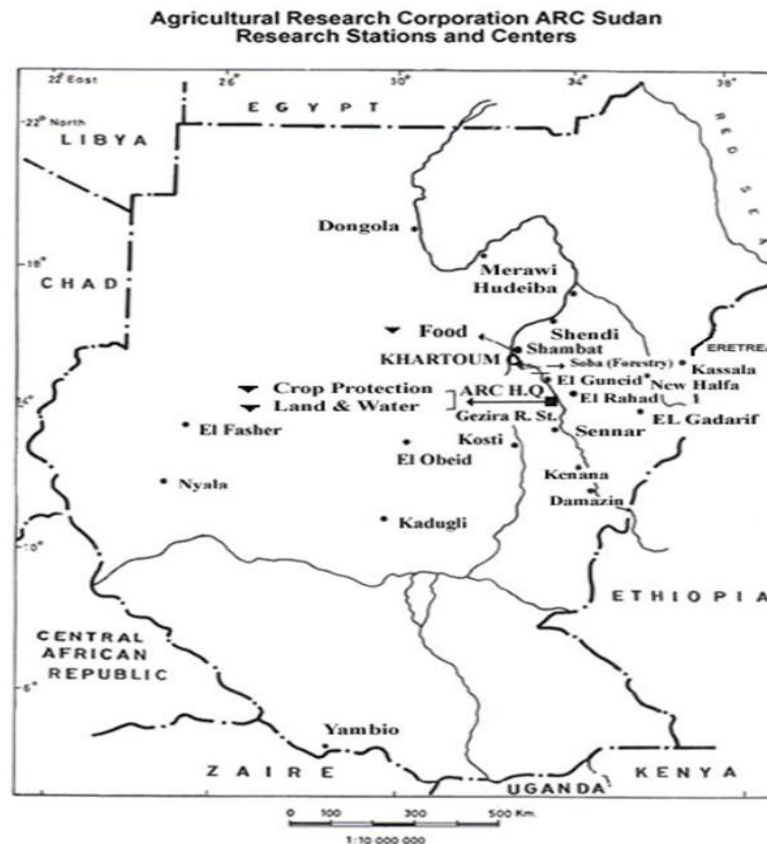 Agricultural Research Corporation ARC Sudan
Research Stations and Centers
22 East
26
30
34
38°
22° North
EGYPT
LIBYA
RED SEA
Dongola
18°
Merawi
CHAD
Hudeiba
Shendi
Food
Shambat
ERETREA
KHARTOUM
Soba (Forestry)
Kassala
El Guneid
New Halfa
Crop Protection
ARC H.Q
El Rahad
1
Land & Water
Gezira R. St.
EL Gadarif
El Fasher
Sennar
Kosti
El Obeid
Kenana
Nyala
Damazin
Kadugli
10°
ETHIOPIA
CENTRAL
AFRICAN
REPUBLIC
6°
Yambio
ZAIRE
KENYA
UGANDA
0 100 300 500 Km.
1:10 000 000